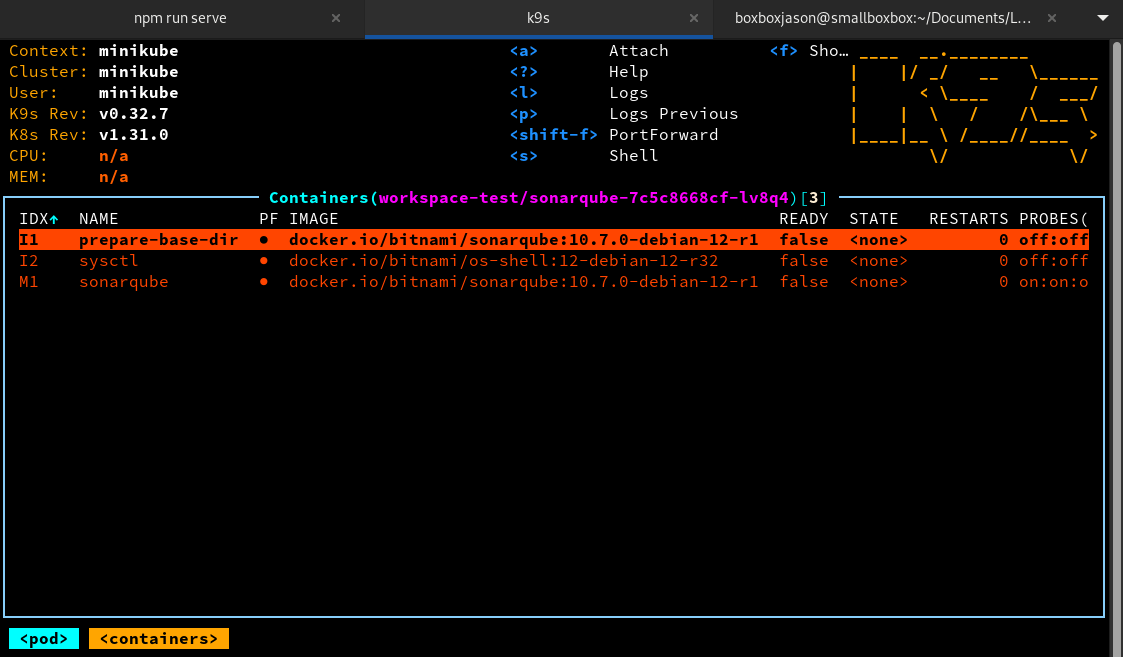 npm run serve × k9s × boxboxjason@smallboxbox:~/Documents/L… ×
Context: minikube <a> Attach <f> Sho…
Cluster: minikube <?> Help
User: minikube <l> Logs
K9s Rev: v0.32.7 <p> Logs Previous
K8s Rev: v1.31.0 <shift-f> PortForward
CPU: n/a <s> Shell
MEM: n/a
Containers(workspace-test/sonarqube-7c5c8668cf-lv8q4)[3]
IDX↑ NAME PF IMAGE READY STATE RESTARTS PROBES(
I1 prepare-base-dir ● docker.io/bitnami/sonarqube:10.7.0-debian-12-r1 false <none> 0 off:off
I2 sysctl ● docker.io/bitnami/os-shell:12-debian-12-r32 false <none> 0 off:off
M1 sonarqube ● docker.io/bitnami/sonarqube:10.7.0-debian-12-r1 false <none> 0 on:on:o
<pod> <containers>